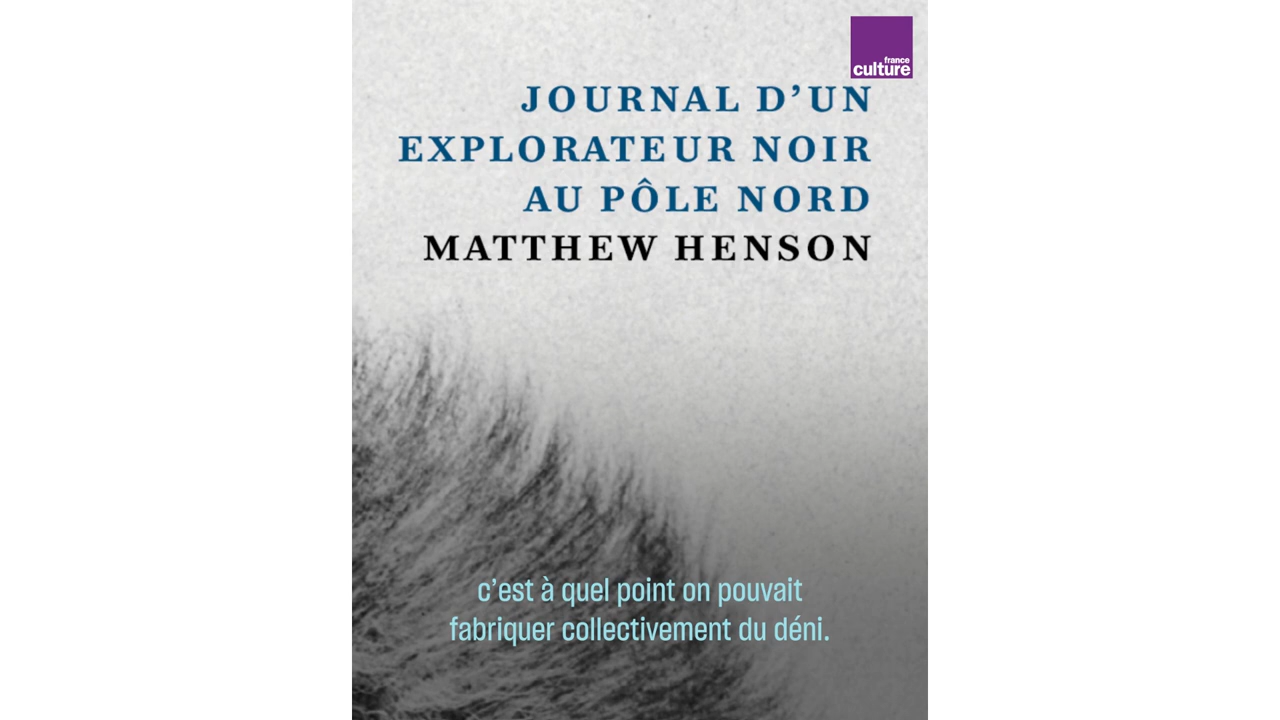 france
culture
JOURNAL D’UN
EXPLORATEUR NOIR
AU PÔLE NORD
MATTHEW HENSON
c’est à quel point on pouvait
fabriquer collectivement du déni.